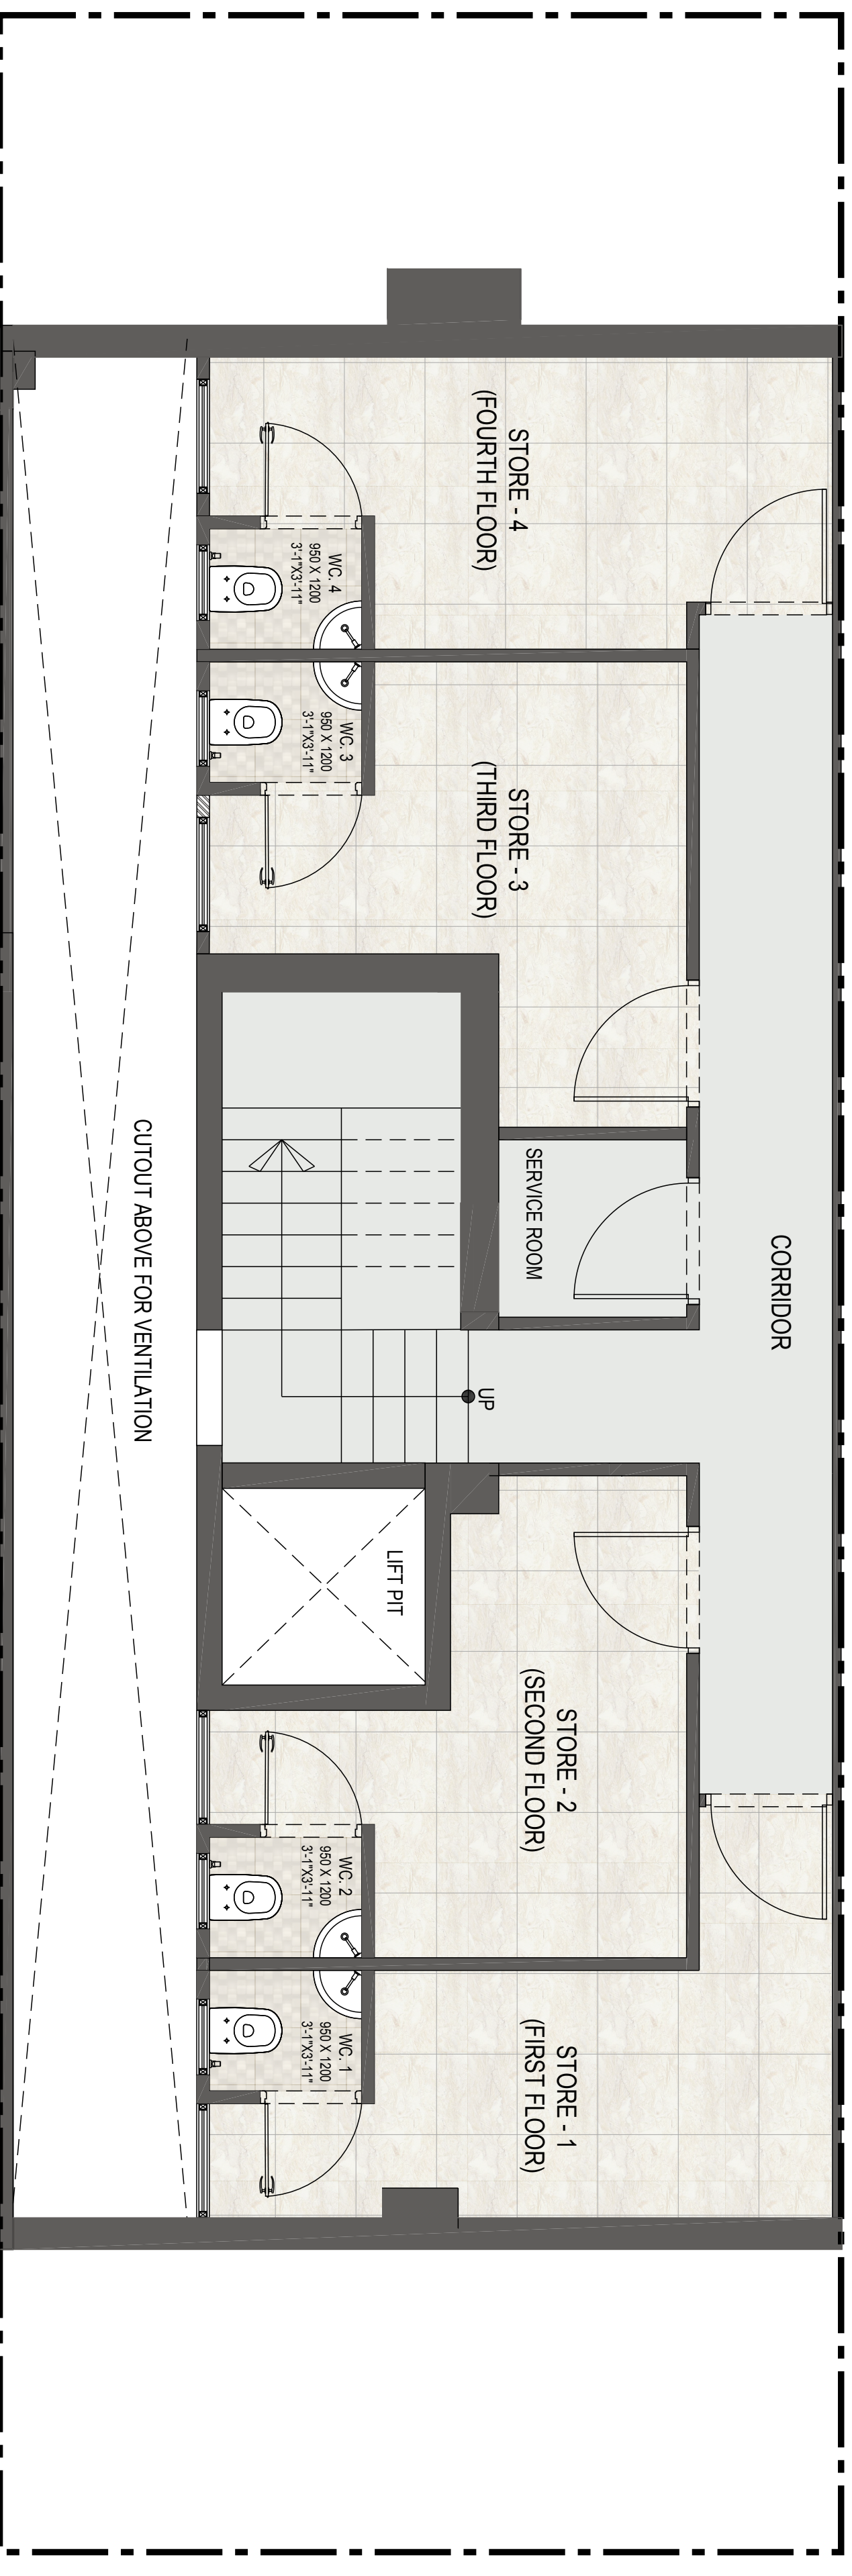 STORE - 4
(FOURTH FLOOR)
WC. 4
950 X 1200
3'-1"X3'-11"
WC. 3
950 X 1200
3'-1"X3'-11"
STORE - 3
(THIRD FLOOR)
SERVICE ROOM
CORRIDOR
CUTOUT ABOVE FOR VENTILATION
UP
LIFT PIT
STORE - 2
(SECOND FLOOR)
WC. 2
950 X 1200
3'-1"X3'-11"
WC. 1
950 X 1200
3'-1"X3'-11"
STORE - 1
(FIRST FLOOR)